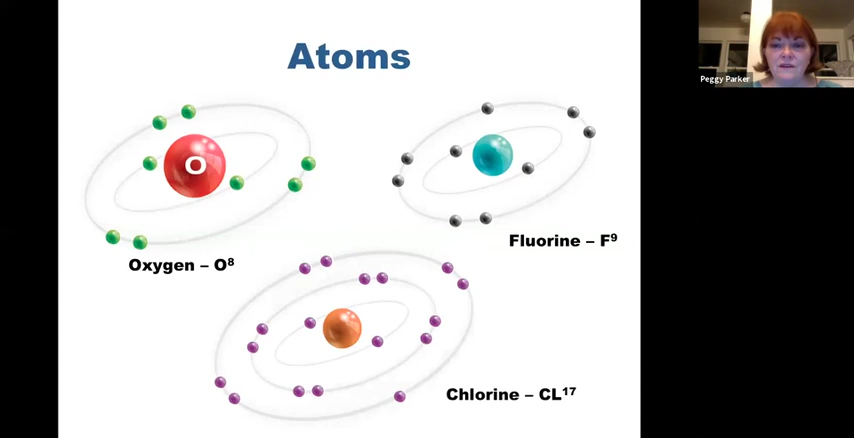 Atoms
Peggy Parker
O
Fluorine – F⁹
Oxygen – O⁸
Chlorine – CL¹⁷